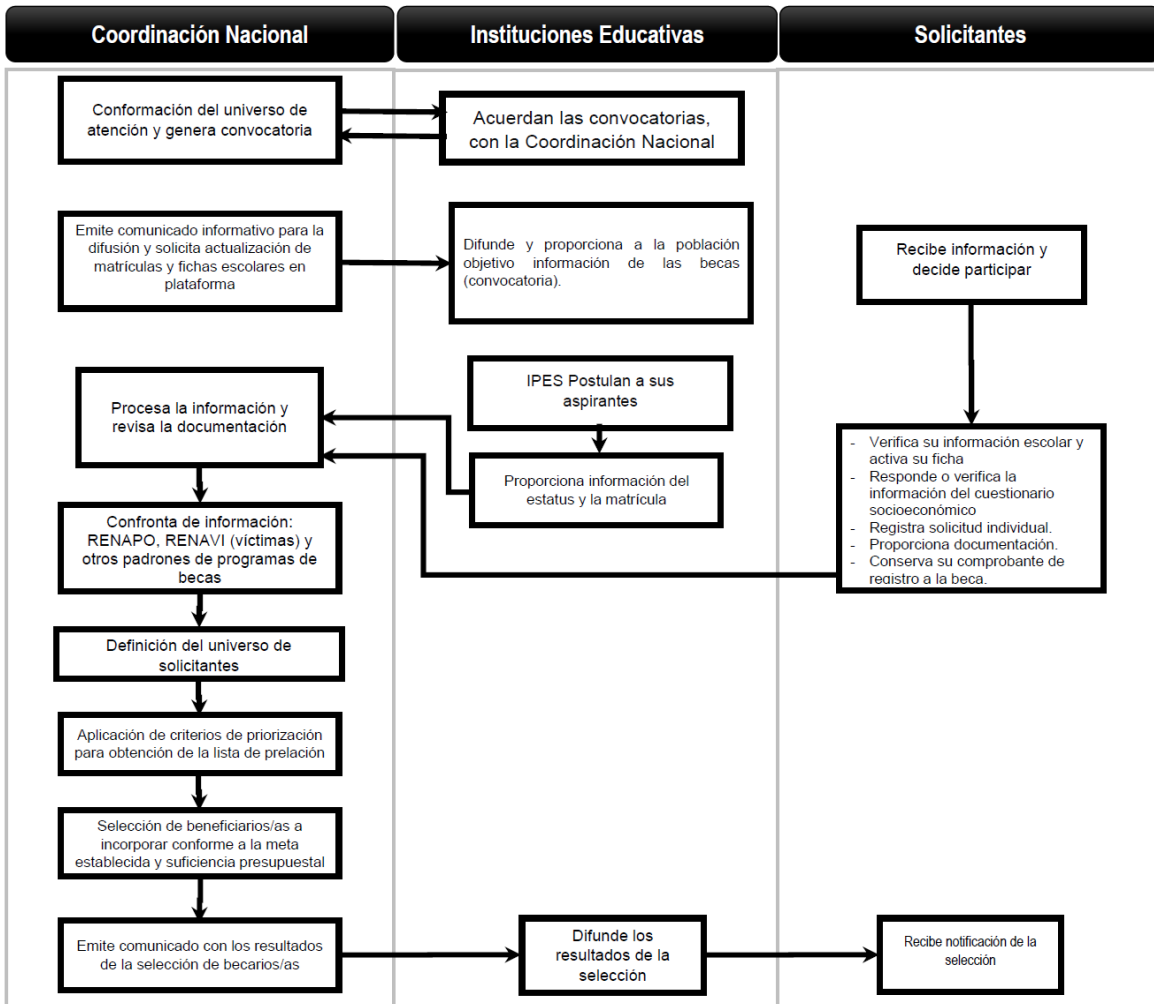 Coordinación Nacional
Instituciones Educativas
Solicitantes
Conformación del universo de
atención y genera convocatoria
Acuerdan las convocatorias,
con la Coordinación Nacional
Emite comunicado informativo para
la difusión y solicita actualización de
matrículas y fichas escolares en
plataforma
Difunde y proporciona a la población
objetivo información de las becas
(convocatoria).
Recibe información y
decide participar
Procesa la información y
revisa la documentación
IPES Postulan a sus
aspirantes
Proporciona información del
estatus y la matrícula
- Verifica su información escolar y
activa su ficha
- Responde o verifica la
información del cuestionario
socioeconómico
- Registra solicitud individual.
- Proporciona documentación.
- Conserva su comprobante de
registro a la beca.
Confronta de información:
RENAPO, RENAVI (víctimas) y
otros padrones de programas de
becas
Definición del universo de
solicitantes
Aplicación de criterios de priorización
para obtención de la lista de prelación
Selección de beneficiarios/as a
incorporar conforme a la meta
establecida y suficiencia presupuestal
Emite comunicado con los resultados
de la selección de becarios/as
Difunde los
resultados de la
selección
Recibe notificación de la
selección